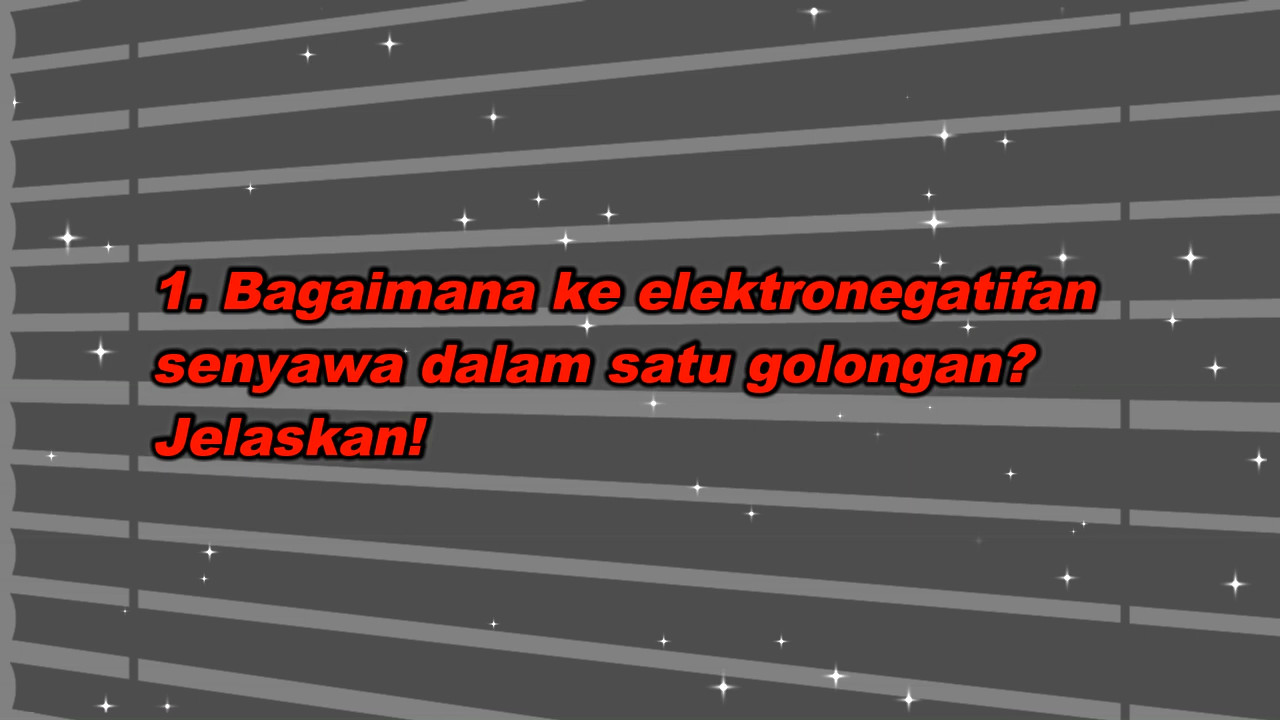 1. Bagaimana ke elektronegatifan
senyawa dalam satu golongan?
Jelaskan!